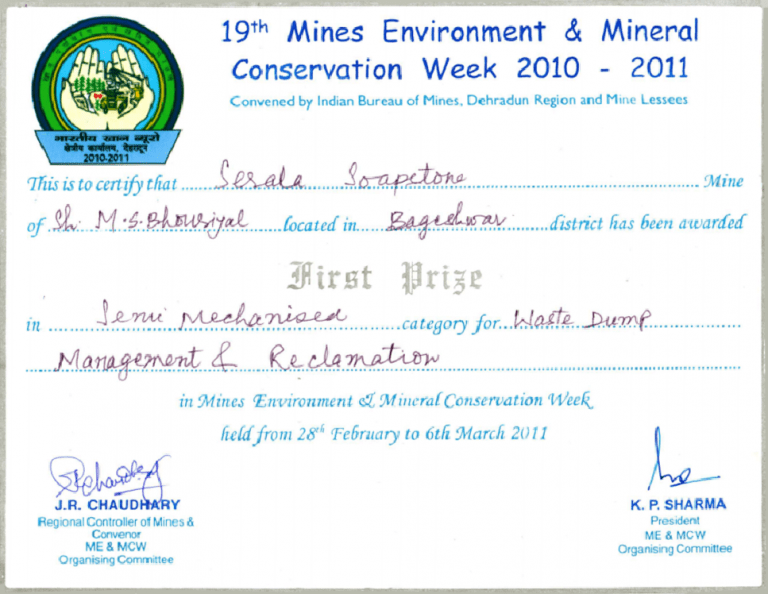 19th Mines Environment & Mineral
Conservation Week 2010 - 2011
Convened by Indian Bureau of Mines, Dehradun Region and Mine Lessees
भारतीय खान ब्यूरो
क्षेत्रीय कार्यालय, देहरादून
2010-2011
This is to certify that Sesala Soapstone Mine
of Sh. M.S. Bhouriyal located in Bageshwar district has been awarded
First Prize
in Semi Mechanised category for Waste Dump
Management & Reclamation
in Mines Environment & Mineral Conservation Week
held from 28th February to 6th March 2011
J.R. CHAUDHARY
Regional Controller of Mines &
Convenor
ME & MCW
Organising Committee
K. P. SHARMA
President
ME & MCW
Organising Committee